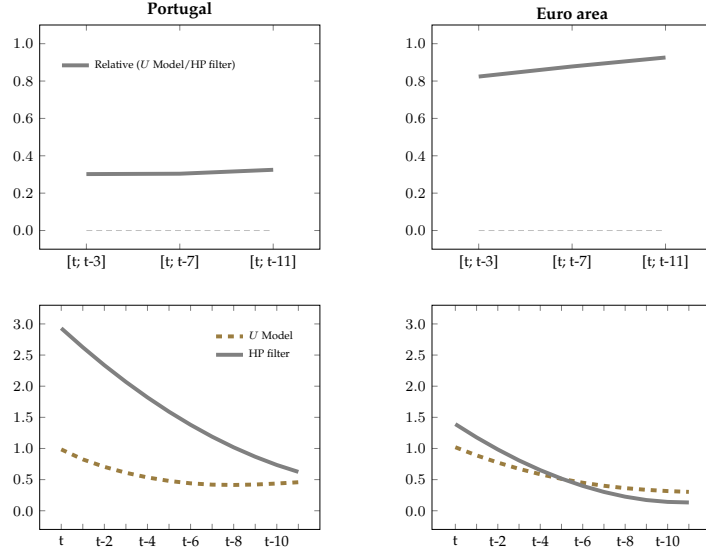 Portugal
Euro area
1.0
0.8
0.6
0.4
0.2
0.0
Relative (U Model/HP filter)
[t; t-3]
[t; t-7]
[t; t-11]
1.0
0.8
0.6
0.4
0.2
0.0
[t; t-3]
[t; t-7]
[t; t-11]
3.0
2.5
2.0
1.5
1.0
0.5
0.0
U Model
HP filter
t
t-2
t-4
t-6
t-8
t-10
3.0
2.5
2.0
1.5
1.0
0.5
0.0
t
t-2
t-4
t-6
t-8
t-10